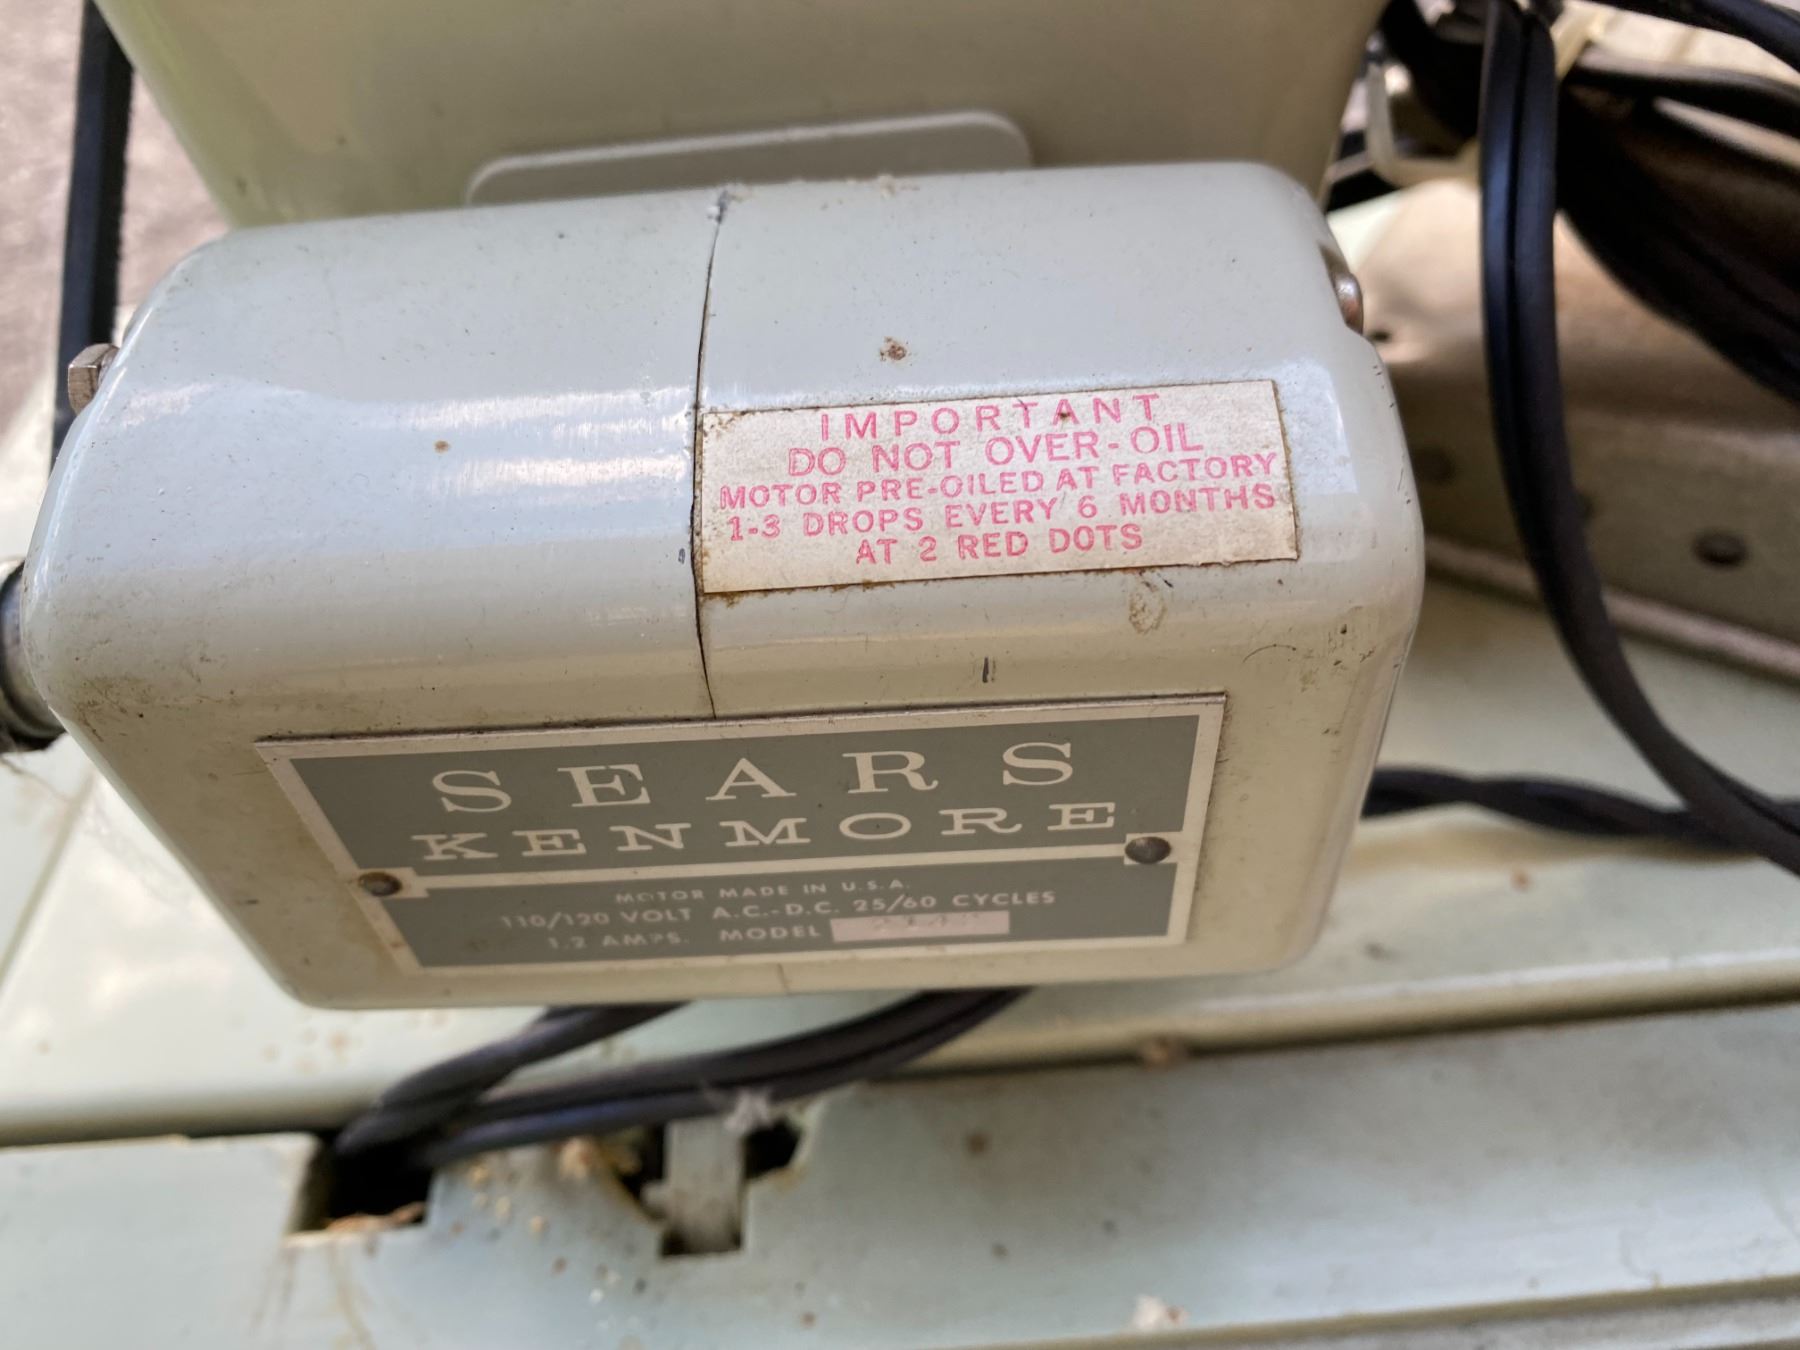 IMPORTANT
DO NOT OVER-OIL
MOTOR PRE-OILED AT FACTORY
1-3 DROPS EVERY 6 MONTHS
AT 2 RED DOTS
SEARS
KENMORE
MOTOR MADE IN U.S.A.
110/120 VOLT A.C.-D.C. 25/60 CYCLES
1.2 AMPS. MODEL